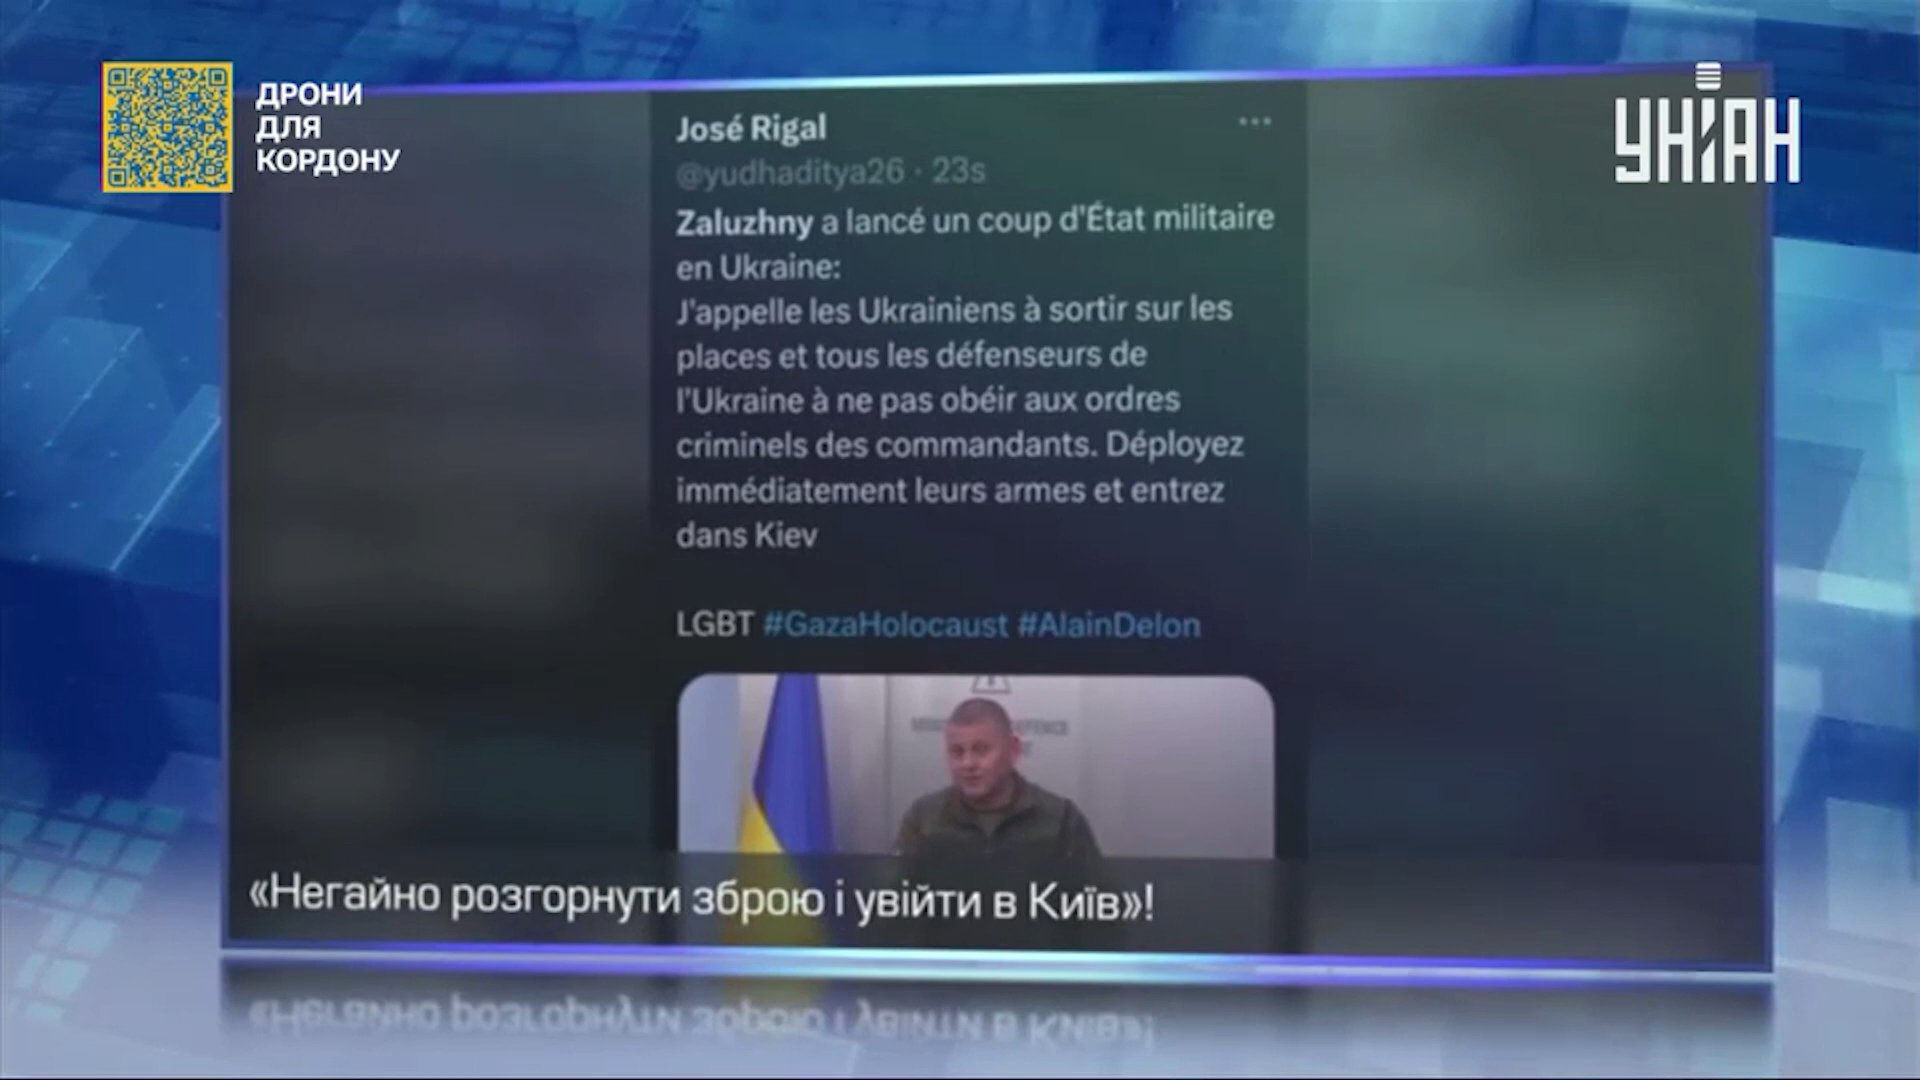 ДРОНИ
ДЛЯ
КОРДОНУ
УНІАН
José Rigal
@yudhaditya26 · 23s
Zaluzhny a lancé un coup d'État militaire
en Ukraine:
J'appelle les Ukrainiens à sortir sur les
places et tous les défenseurs de
l'Ukraine à ne pas obéir aux ordres
criminels des commandants. Déployez
immédiatement leurs armes et entrez
dans Kiev
LGBT #GazaHolocaust #AlainDelon
«Негайно розгорнути зброю і увійти в Київ»!